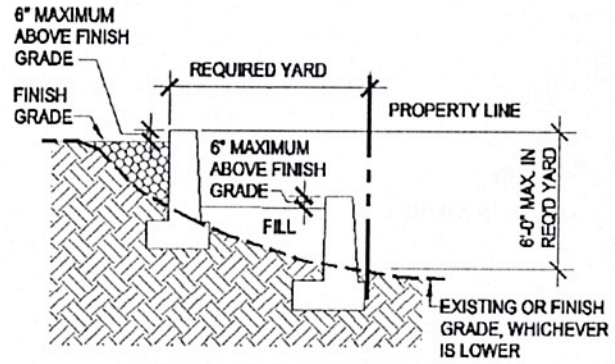 6" MAXIMUM
ABOVE FINISH
GRADE
FINISH
GRADE
REQUIRED YARD
PROPERTY LINE
6" MAXIMUM
ABOVE FINISH
GRADE
FILL
6'-0" MAX. IN
REQ'D YARD
EXISTING OR FINISH
GRADE, WHICHEVER
IS LOWER